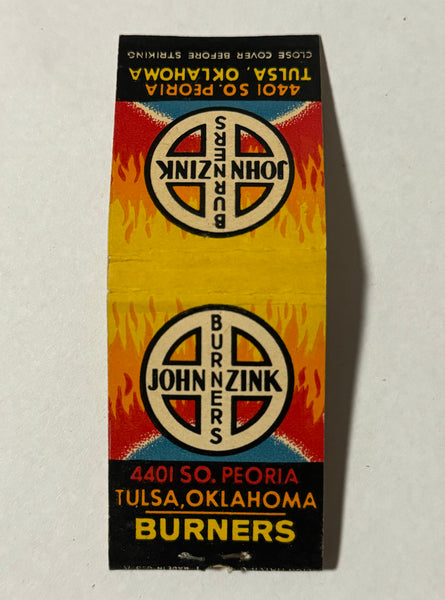 CLOSE COVER BEFORE STRIKING
TULSA, OKLAHOMA
4401 SO. PEORIA
JOHN ZINK
BURNERS
BURNERS
JOHN ZINK
4401 SO. PEORIA
TULSA, OKLAHOMA
BURNERS